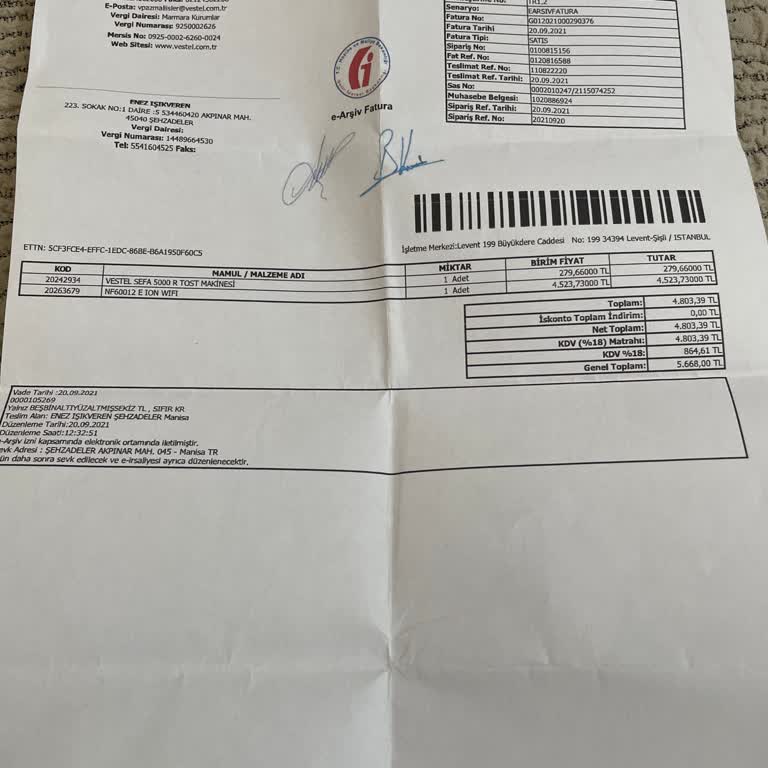 E-Posta: vpazmallisler@vestel.com.tr
Vergi Dairesi: Marmara Kurumlar
Vergi Numarası: 9250002626
Mersis No: 0925-0002-6260-0024
Web Sitesi: www.vestel.com.tr
TR1.2
Senaryo: EARSIVFATURA
Fatura No: G012021000290376
Fatura Tarihi 20.09.2021
Fatura Tipi: SATIS
Sipariş No: 0100815156
Fat Ref. No: 0120816588
Teslimat Ref. No: 110822220
Teslimat Ref. Tarihi: 20.09.2021
Sas No: 0002010247/2115074252
Muhasebe Belgesi: 1020886924
Sipariş Ref. Tarihi: 20.09.2021
Sipariş Ref. No: 20210920
e-Arşiv Fatura
ENEZ IŞIKVEREN
223. SOKAK NO:1 DAİRE :5 534460420 AKPINAR MAH.
45040 ŞEHZADELER
Vergi Dairesi:
Vergi Numarası: 14489664530
Tel: 5541604525 Faks:
İşletme Merkezi:Levent 199 Büyükdere Caddesi No: 199 34394 Levent-Şişli / ISTANBUL
ETTN: 5CF3FCE4-EFFC-1EDC-86BE-B6A1950F60C5
KOD MAMUL / MALZEME ADI MİKTAR BİRİM FİYAT TUTAR
20242934 VESTEL SEFA 5000 R TOST MAKİNESİ 1 Adet 279,66000 TL 279,66000 TL
20263679 NF60012 E ION WIFI 1 Adet 4.523,73000 TL 4.523,73000 TL
Toplam: 4.803,39 TL
İskonto Toplam İndirim: 0,00 TL
Net Toplam: 4.803,39 TL
KDV (%18) Matrahı: 4.803,39 TL
KDV %18: 864,61 TL
Genel Toplam: 5.668,00 TL
Vade Tarihi :20.09.2021
0000105269
Yalnız BEŞBİNALTIYÜZALTMIŞSEKİZ TL , SIFIR KR
Teslim Alan: ENEZ IŞIKVEREN ŞEHZADELER Manisa
Düzenleme Tarihi:20.09.2021
Düzenleme Saati:12:32:51
e-Arşiv izni kapsamında elektronik ortamda iletilmiştir.
evk Adresi : ŞEHZADELER AKPINAR MAH. 045 - Manisa TR
ün daha sonra sevk edilecek ve e-irsaliyesi ayrıca düzenlenecektir.